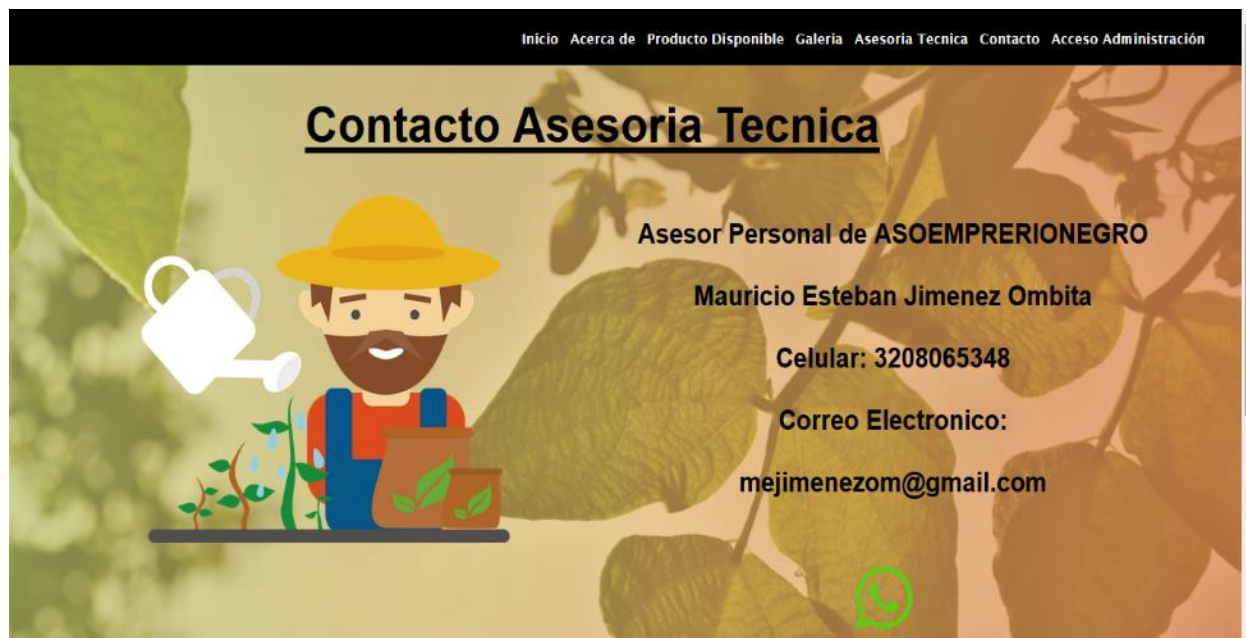 Inicio Acerca de Producto Disponible Galeria Asesoria Tecnica Contacto Acceso Administración
Contacto Asesoria Tecnica
Asesor Personal de ASOEMPRERIONEGRO
Mauricio Esteban Jimenez Ombita
Celular: 3208065348
Correo Electronico:
mejimenezom@gmail.com